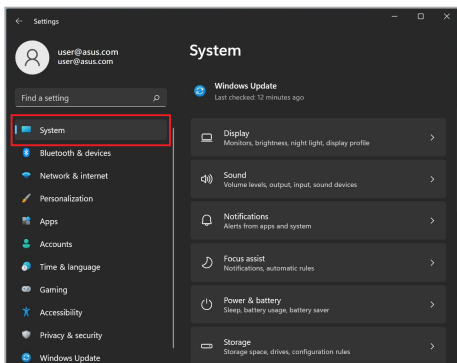 Settings
user@asus.com
user@asus.com
Find a setting
System
Bluetooth & devices
Network & internet
Personalization
Apps
Accounts
Time & language
Gaming
Accessibility
Privacy & security
Windows Update
System
Windows Update
Last checked: 12 minutes ago
Display
Monitors, brightness, night light, display profile
Sound
Volume levels, output, input, sound devices
Notifications
Alerts from apps and system
Focus assist
Notifications, automatic rules
Power & battery
Sleep, battery usage, battery saver
Storage
Storage space, drives, configuration rules